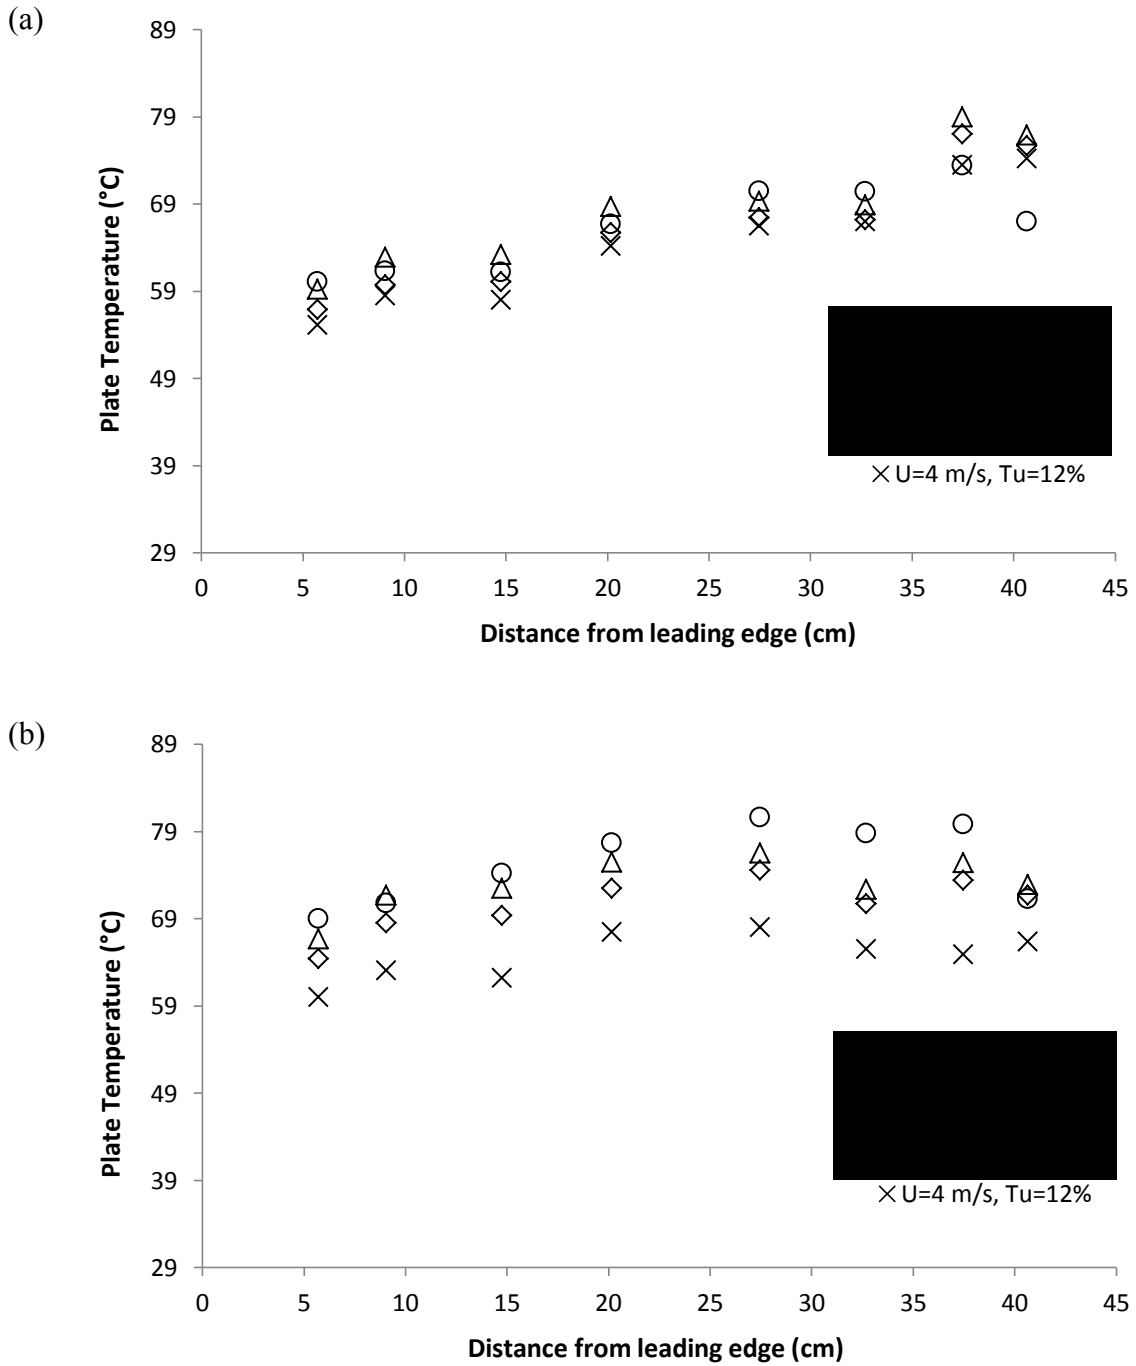 (a)
89
79
69
59
49
39
29
Plate Temperature (°C)
U=4 m/s, Tu=12%
0 5 10 15 20 25 30 35 40 45
Distance from leading edge (cm)
(b)
89
79
69
59
49
39
29
Plate Temperature (°C)
U=4 m/s, Tu=12%
0 5 10 15 20 25 30 35 40 45
Distance from leading edge (cm)